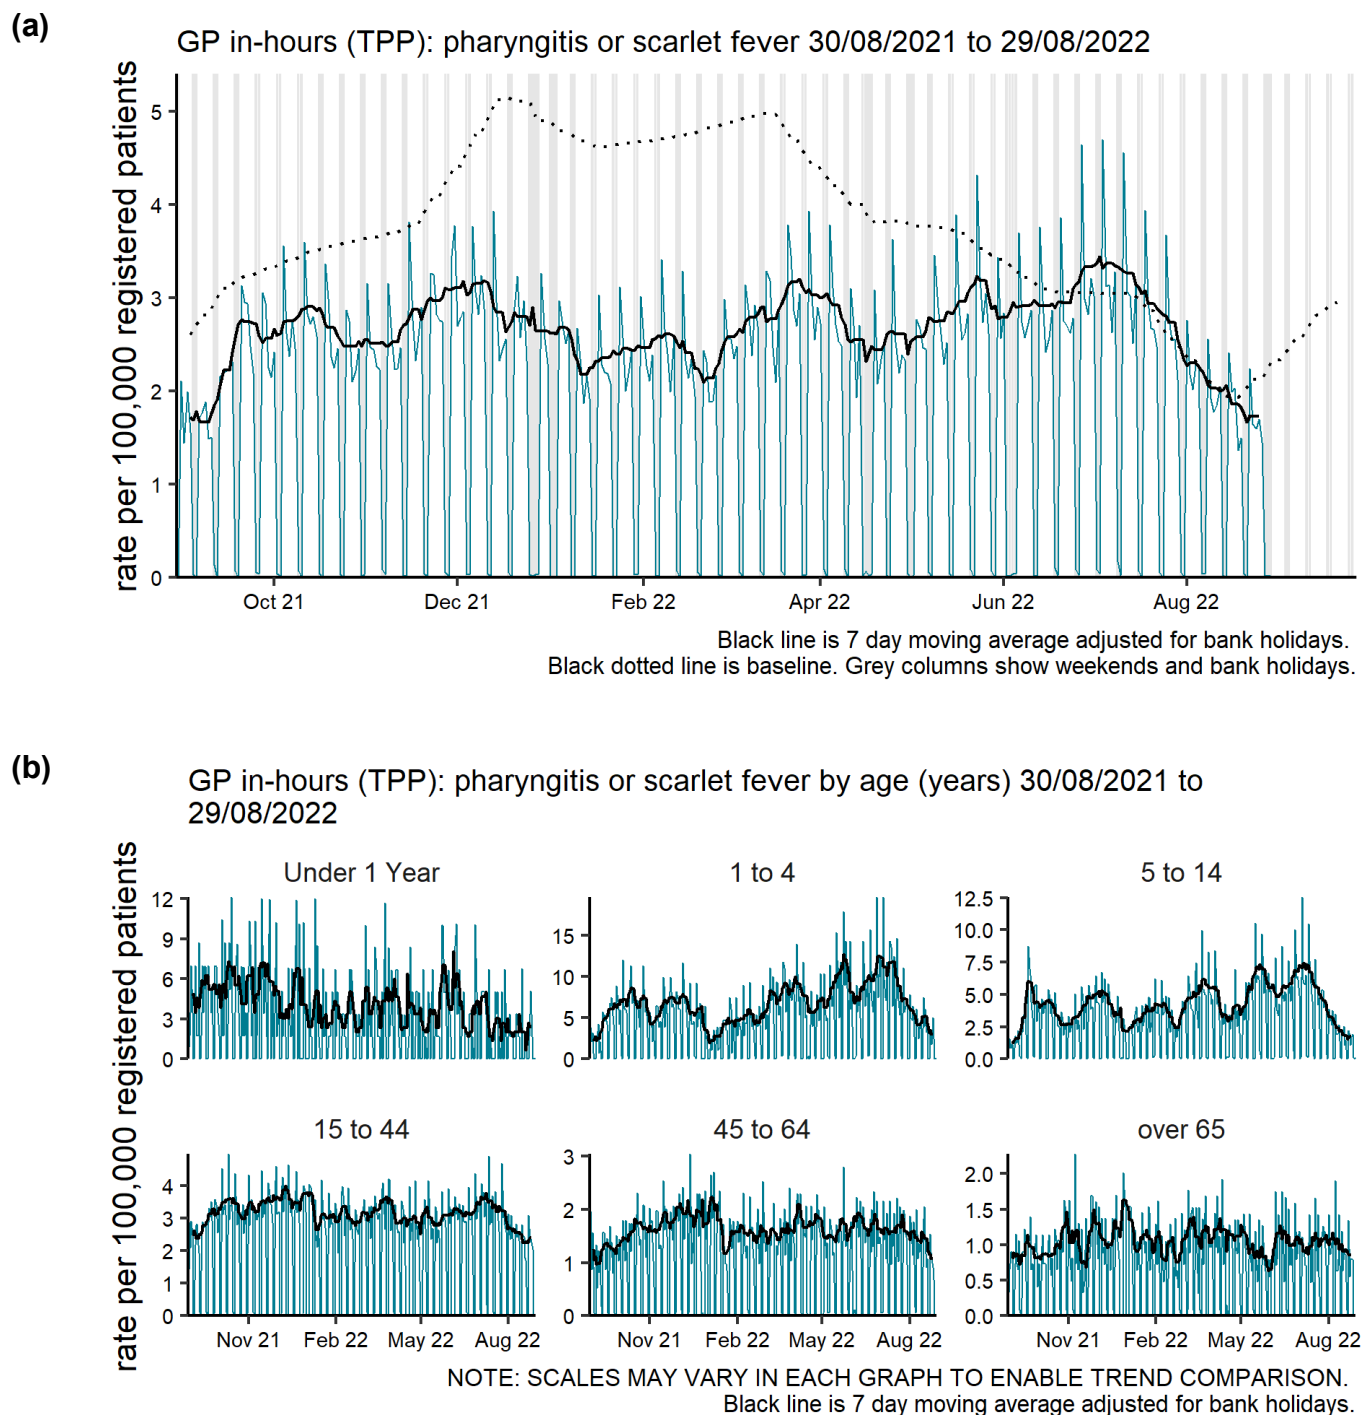 (a)
GP in-hours (TPP): pharyngitis or scarlet fever 30/08/2021 to 29/08/2022
rate per 100,000 registered patients
5
4
3
2
1
0
Oct 21 Dec 21 Feb 22 Apr 22 Jun 22 Aug 22
Black line is 7 day moving average adjusted for bank holidays.
Black dotted line is baseline. Grey columns show weekends and bank holidays.
(b)
GP in-hours (TPP): pharyngitis or scarlet fever by age (years) 30/08/2021 to
29/08/2022
rate per 100,000 registered patients
Under 1 Year
12
9
6
3
0
1 to 4
15
10
5
0
5 to 14
12.5
10.0
7.5
5.0
2.5
0.0
15 to 44
4
3
2
1
0
Nov 21 Feb 22 May 22 Aug 22
45 to 64
3
2
1
0
Nov 21 Feb 22 May 22 Aug 22
over 65
2.0
1.5
1.0
0.5
0.0
Nov 21 Feb 22 May 22 Aug 22
NOTE: SCALES MAY VARY IN EACH GRAPH TO ENABLE TREND COMPARISON.
Black line is 7 day moving average adjusted for bank holidays.